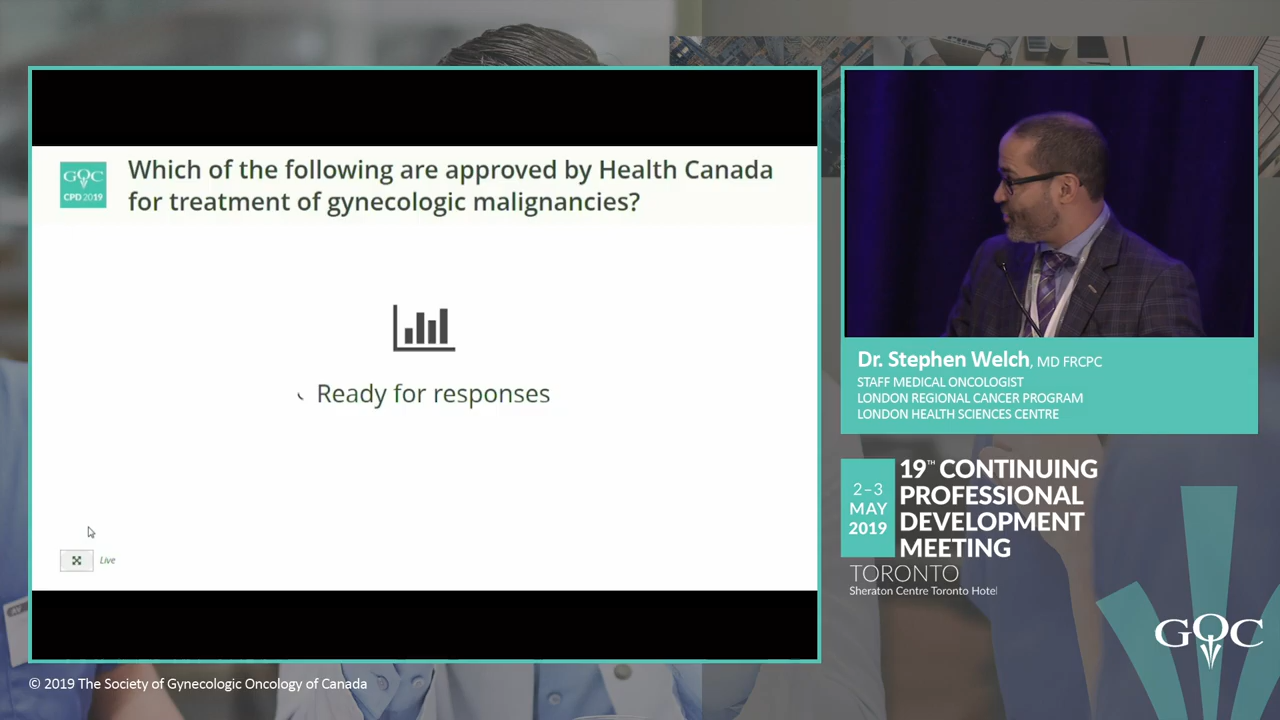 GOC
CPD 2019
Which of the following are approved by Health Canada
for treatment of gynecologic malignancies?
Ready for responses
Live
Dr. Stephen Welch, MD FRCPC
STAFF MEDICAL ONCOLOGIST
LONDON REGIONAL CANCER PROGRAM
LONDON HEALTH SCIENCES CENTRE
2–3
MAY
2019
19TH CONTINUING
PROFESSIONAL
DEVELOPMENT
MEETING
TORONTO
Sheraton Centre Toronto Hotel
GOC
© 2019 The Society of Gynecologic Oncology of Canada